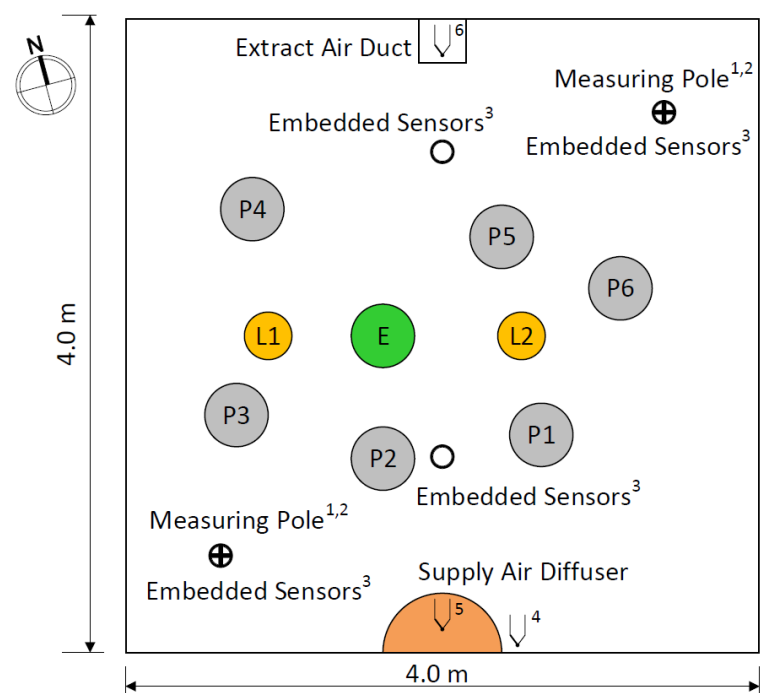 N
Extract Air Duct
6
Measuring Pole1,2
Embedded Sensors3
Embedded Sensors3
P4
P5
P6
4.0 m
L1
E
L2
P3
P2
P1
Embedded Sensors3
Measuring Pole1,2
Embedded Sensors3
Supply Air Diffuser
5
4
4.0 m